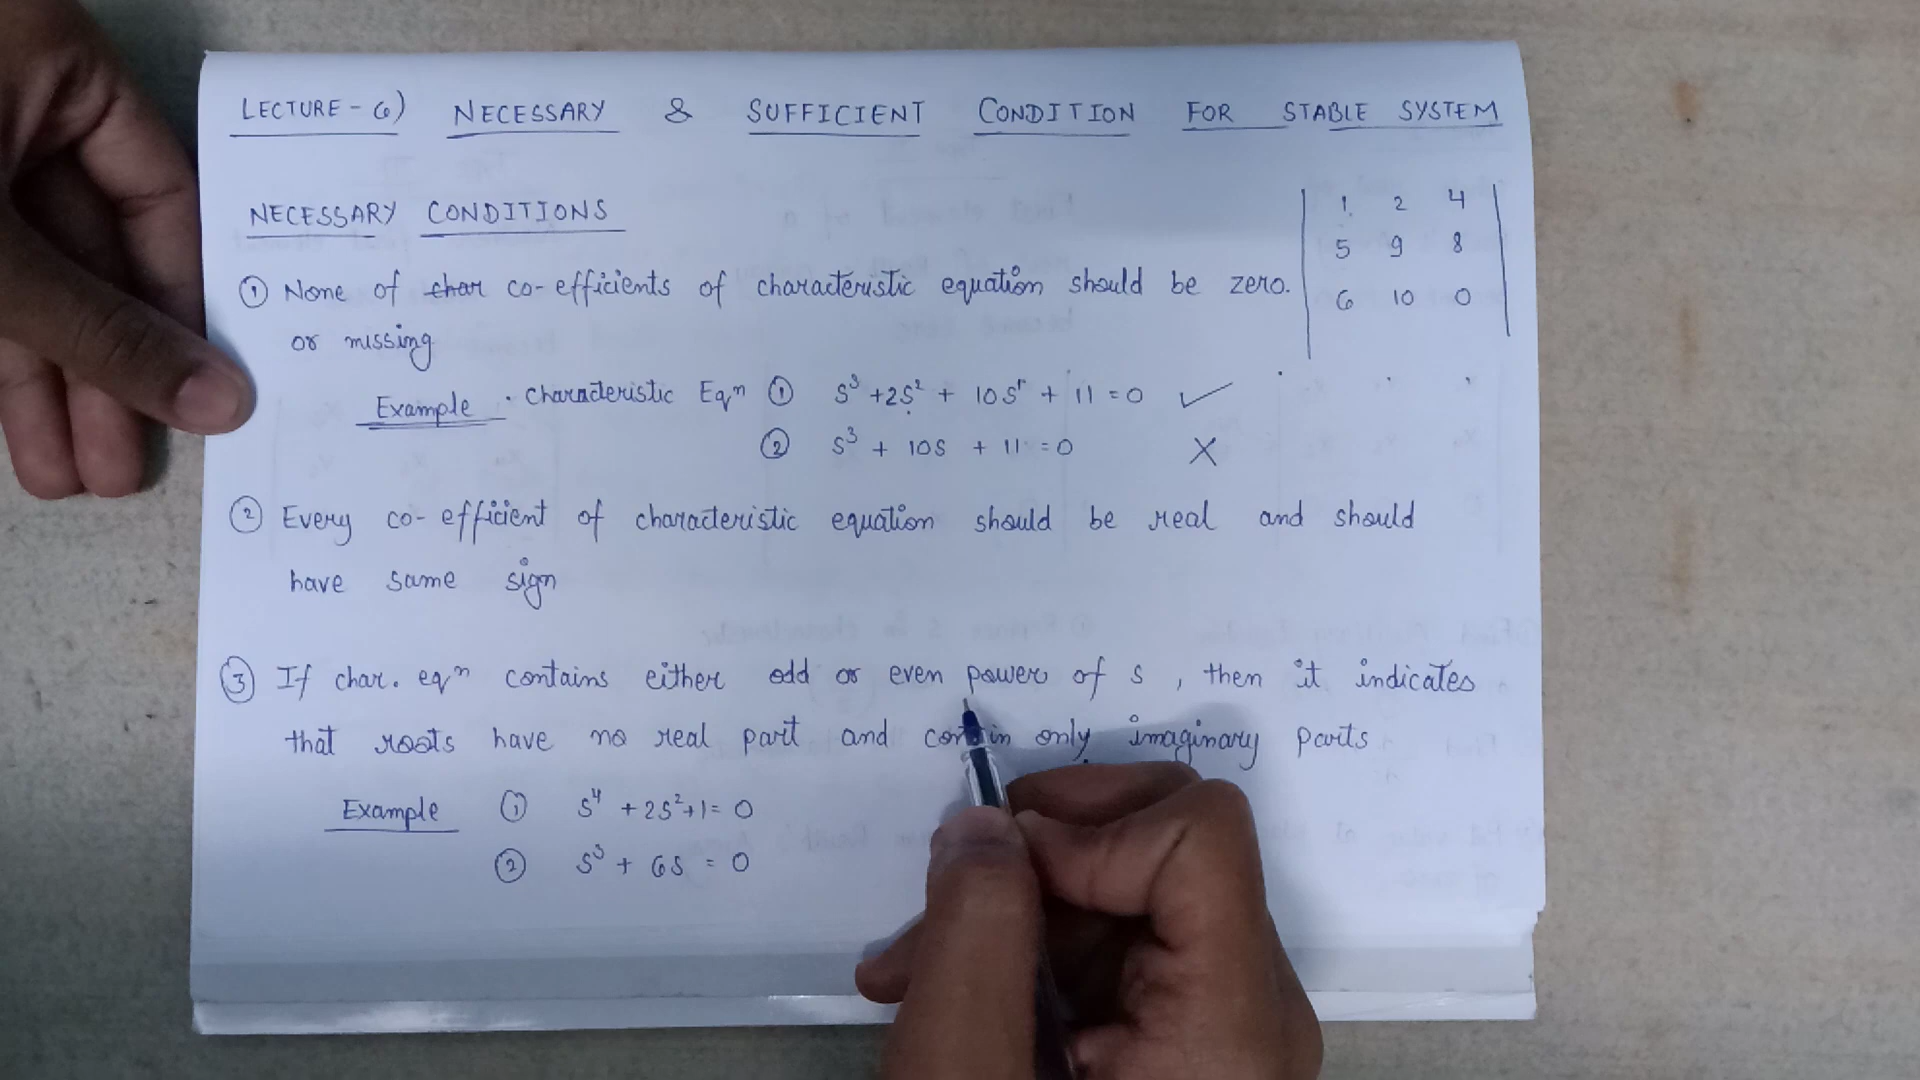 LECTURE - 6) NECESSARY & SUFFICIENT CONDITION FOR STABLE SYSTEM
NECESSARY CONDITIONS
1 2 4
5 9 8
6 10 0
① None of char co-efficients of characteristic equation should be zero.
or missing
Example · Characteristic Eqⁿ ① S³ + 2S² + 10S¹ + 11 = 0 ✓
② S³ + 10S + 11 = 0 X
② Every co-efficient of characteristic equation should be real and should
have same sign
③ If char. eqⁿ contains either odd or even power of s, then it indicates
that roots have no real part and contain only imaginary parts
Example ① S⁴ + 2S² + 1 = 0
② S³ + 6S = 0